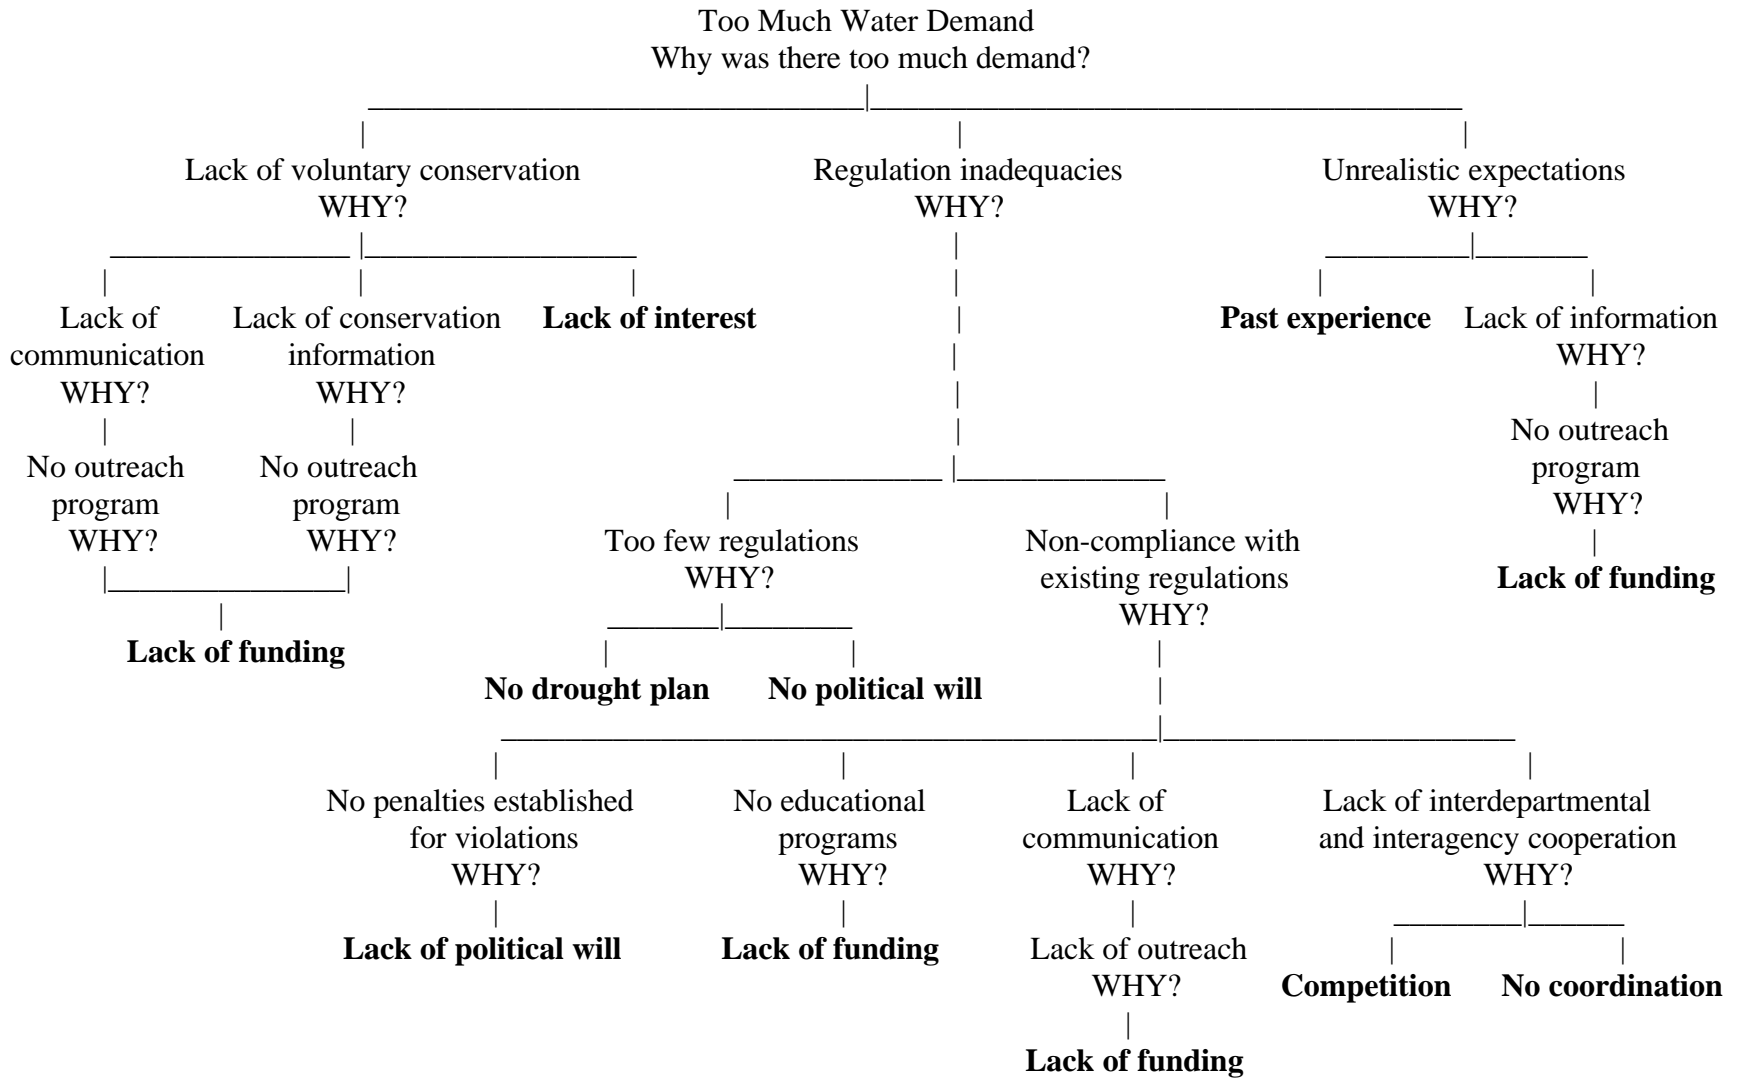 Too Much Water Demand
Why was there too much demand?
Lack of voluntary conservation
WHY?
Regulation inadequacies
WHY?
Unrealistic expectations
WHY?
Lack of
communication
WHY?
Lack of conservation
information
WHY?
Lack of interest
Past experience
Lack of information
WHY?
No outreach
program
WHY?
No outreach
program
WHY?
No outreach
program
WHY?
Lack of funding
Too few regulations
WHY?
Non-compliance with
existing regulations
WHY?
Lack of funding
No drought plan
No political will
No penalties established
for violations
WHY?
No educational
programs
WHY?
Lack of
communication
WHY?
Lack of interdepartmental
and interagency cooperation
WHY?
Lack of political will
Lack of funding
Lack of outreach
WHY?
Competition
No coordination
Lack of funding